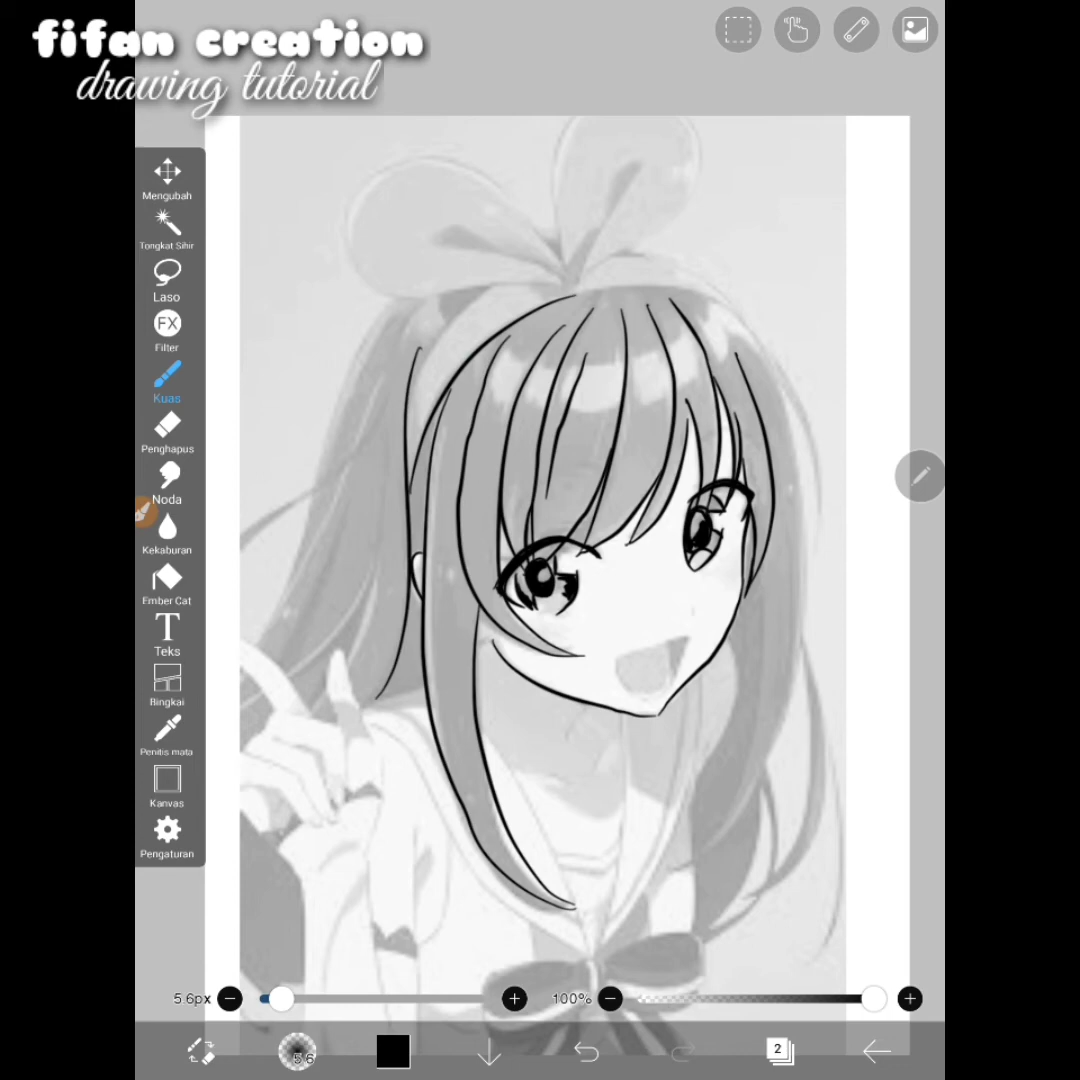 fifan creation
drawing tutorial
Mengubah
Tongkat Sihir
Laso
FX
Filter
Kuas
Penghapus
Noda
Kekaburan
Ember Cat
T
Teks
Bingkai
Penitis mata
Kanvas
Pengaturan
5.6px
100%
5.6
2